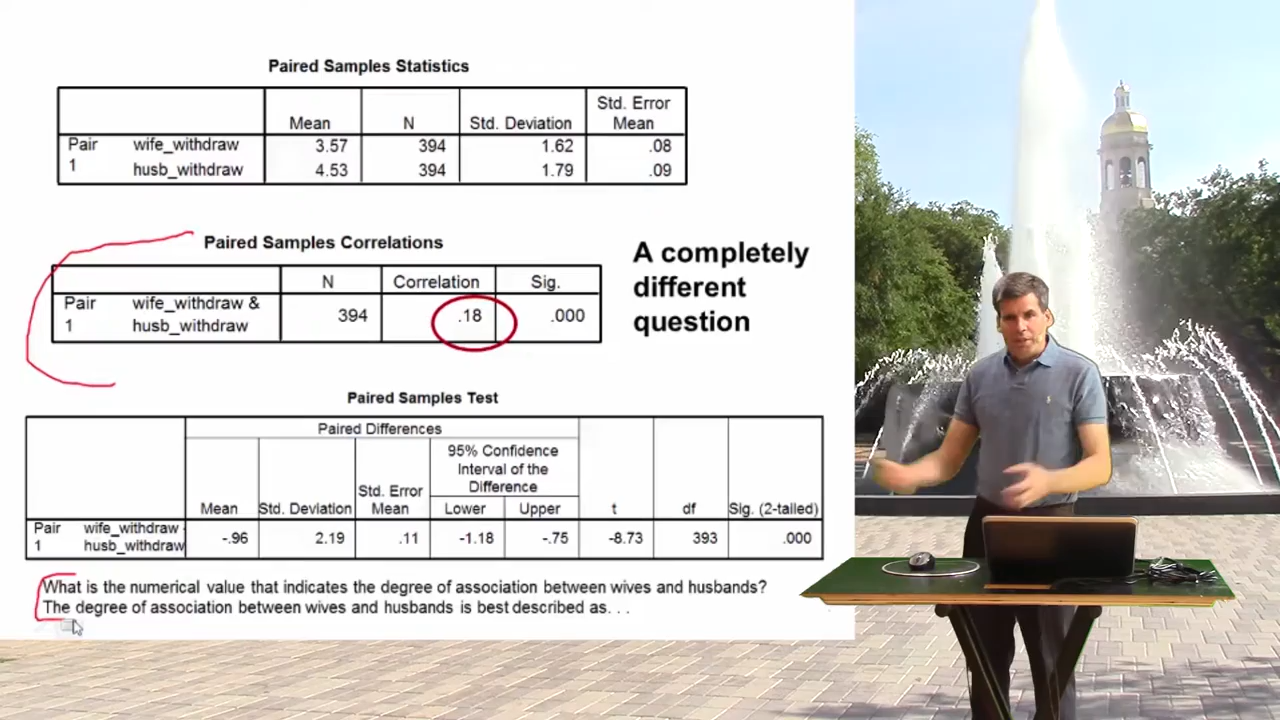 Paired Samples Statistics
Mean N Std. Deviation Std. Error Mean
Pair 1 wife_withdraw 3.57 394 1.62 .08
husb_withdraw 4.53 394 1.79 .09
Paired Samples Correlations
N Correlation Sig.
Pair 1 wife_withdraw & husb_withdraw 394 .18 .000
A completely
different
question
Paired Samples Test
Paired Differences
95% Confidence Interval of the Difference
Mean Std. Deviation Std. Error Mean Lower Upper t df Sig. (2-tailed)
Pair 1 wife_withdraw - husb_withdraw -.96 2.19 .11 -1.18 -.75 -8.73 393 .000
What is the numerical value that indicates the degree of association between wives and husbands?
The degree of association between wives and husbands is best described as. . .